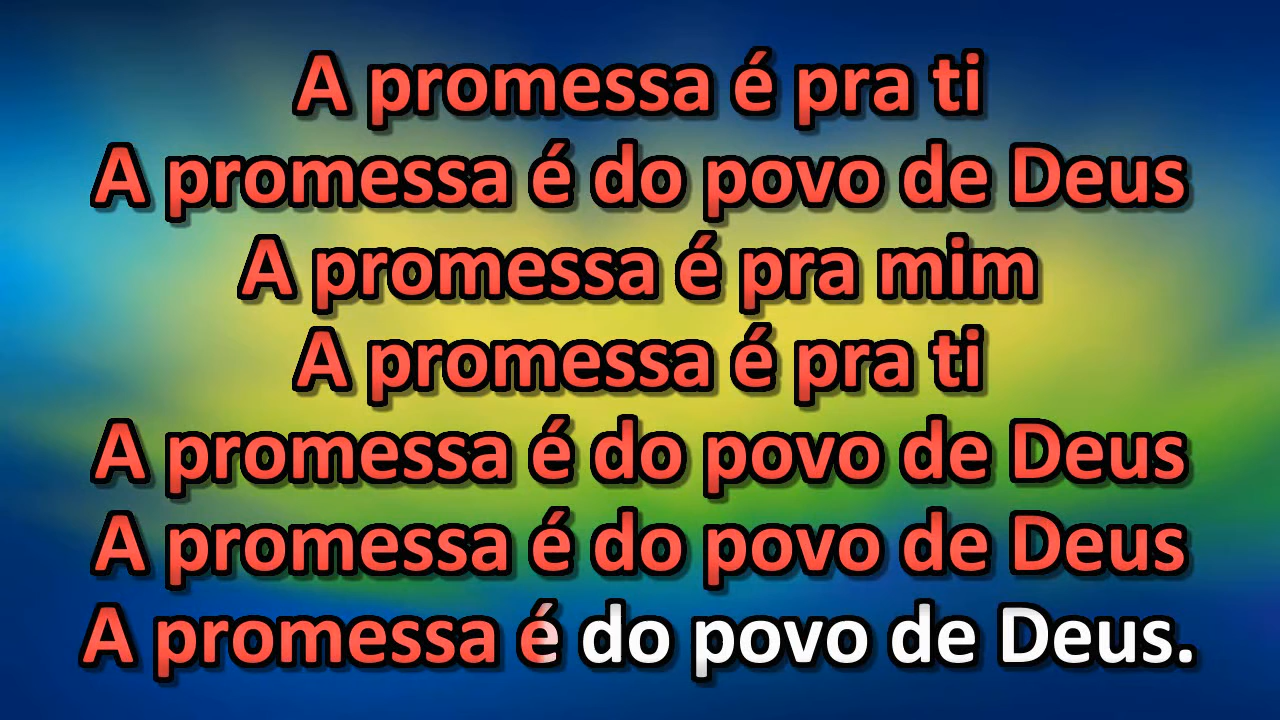 A promessa é pra ti
A promessa é do povo de Deus
A promessa é pra mim
A promessa é pra ti
A promessa é do povo de Deus
A promessa é do povo de Deus
A promessa é do povo de Deus.